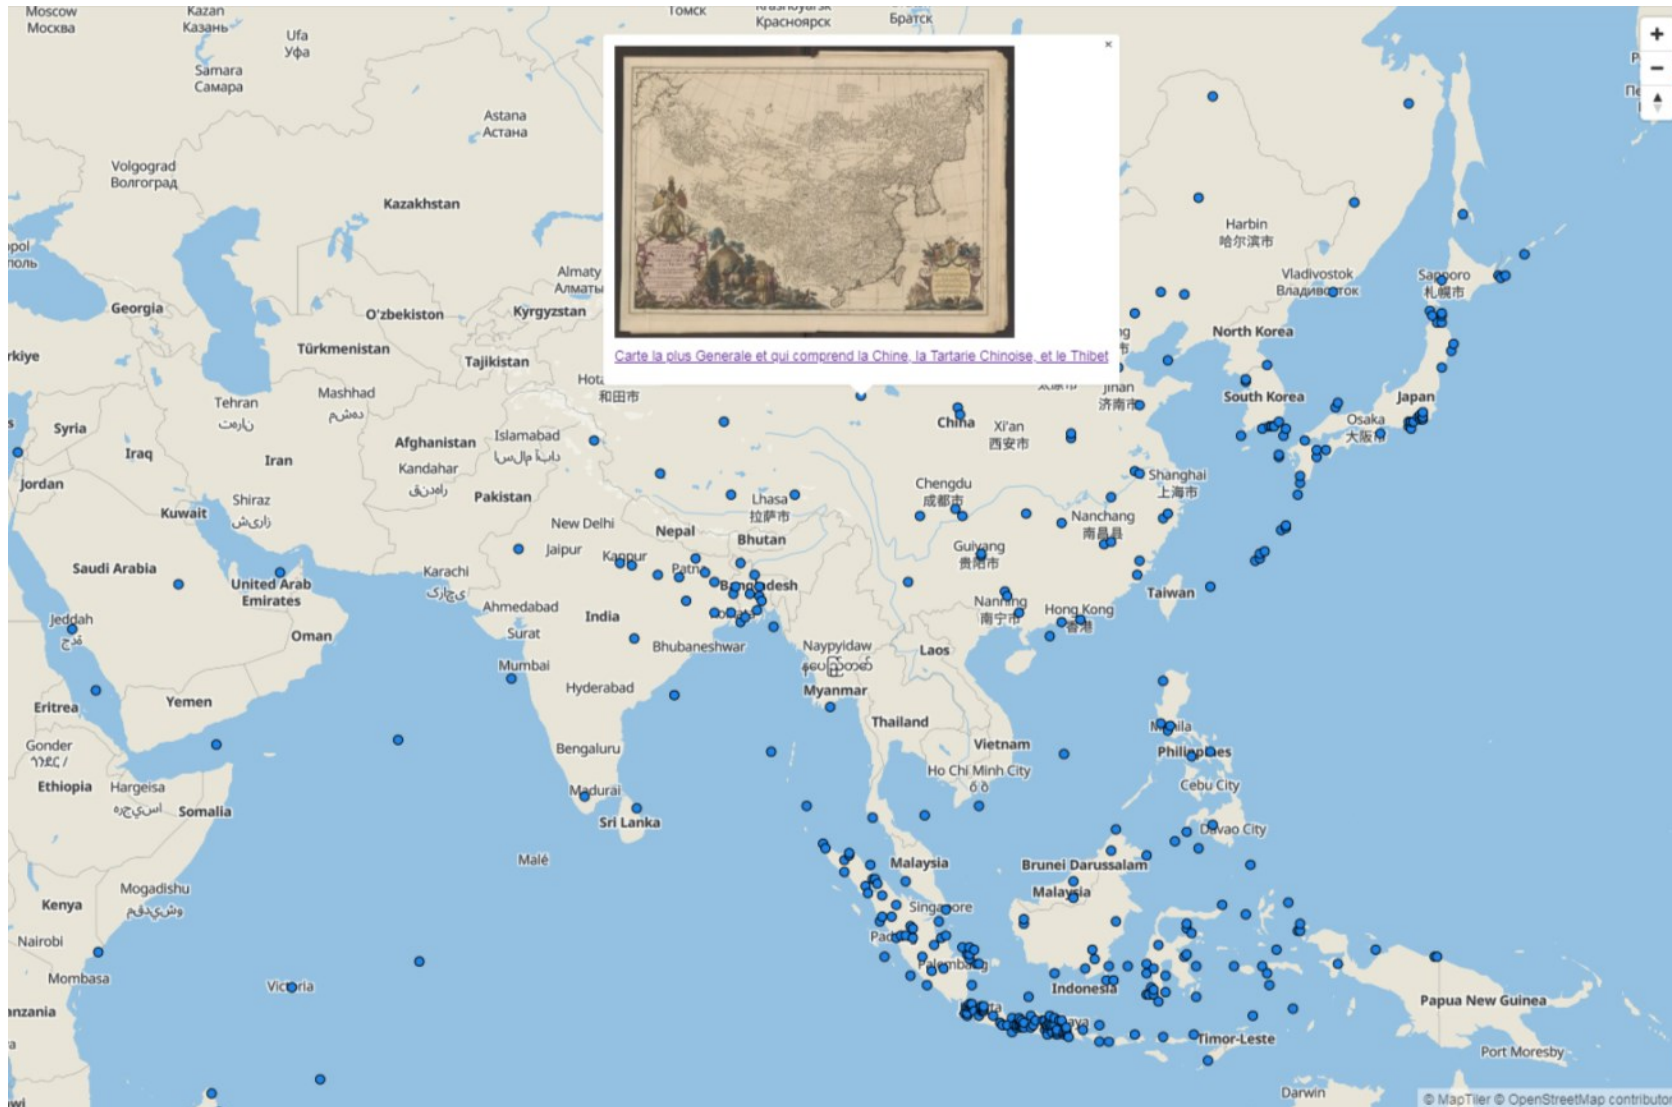 Moscow
Москва
Kazan
Казань
Томск
Красноярск
Братск
Ufa
Уфа
Samara
Самара
Astana
Астана
Volgograd
Волгоград
Kazakhstan
Harbin
哈尔滨市
Almaty
Алматы
Vladivostok
Владивосток
Sapporo
札幌市
Georgia
O'zbekiston
Kyrgyzstan
North Korea
Türkmenistan
Tajikistan
Carte la plus Generale et qui comprend la Chine, la Tartarie Chinoise, et le Thibet
和田市
Jinan
济南市
Tehran
Mashhad
South Korea
Japan
Syria
Afghanistan
Islamabad
China
Xi'an
西安市
Osaka
大阪市
Iraq
Iran
Kandahar
Jordan
Pakistan
Chengdu
成都市
Shanghai
上海市
Shiraz
Kuwait
Lhasa
拉萨市
New Delhi
Nepal
Bhutan
Nanchang
南昌县
Jaipur
Kanpur
Guiyang
贵阳市
Saudi Arabia
Karachi
Patna
Bangladesh
United Arab
Emirates
Ahmedabad
India
Nanning
南宁市
Hong Kong
香港
Taiwan
Jeddah
Oman
Surat
Bhubaneshwar
Naypyidaw
Laos
Mumbai
Hyderabad
Myanmar
Eritrea
Yemen
Thailand
Manila
Gonder
Bengaluru
Vietnam
Philippines
Ethiopia
Hargeisa
Ho Chi Minh City
Cebu City
Madurai
Somalia
Sri Lanka
Davao City
Malé
Malaysia
Brunei Darussalam
Mogadishu
Malaysia
Kenya
Singapore
Nairobi
Palembang
Mombasa
Victoria
Indonesia
Papua New Guinea
Timor-Leste
Port Moresby
Darwin
© MapTiler © OpenStreetMap contributor